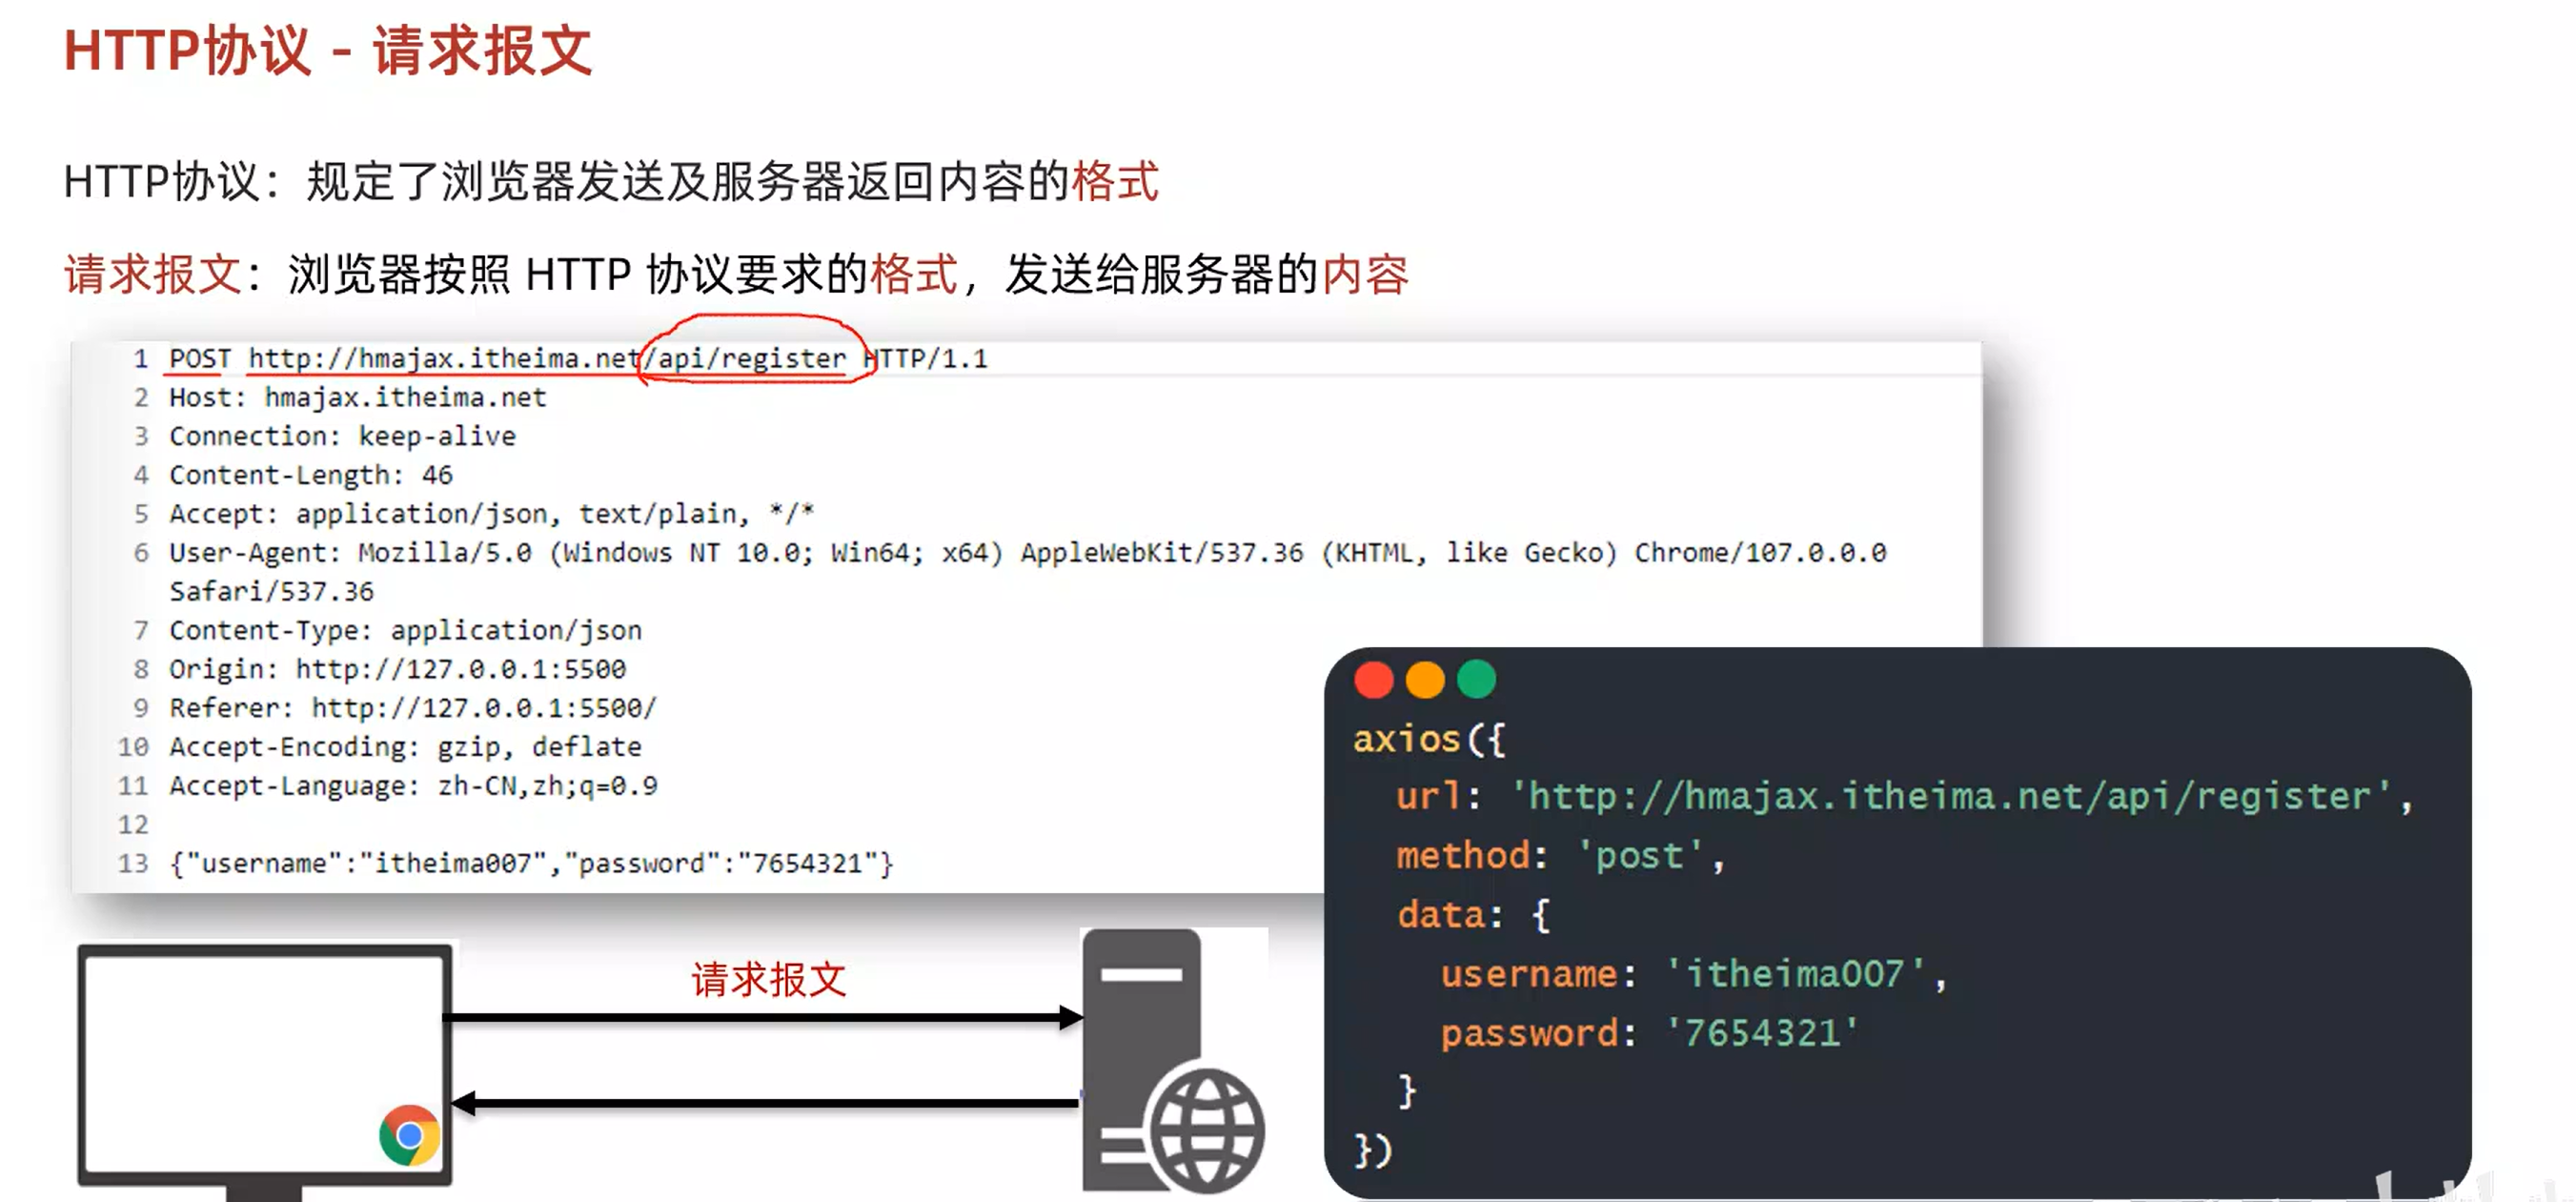 HTTP协议 - 请求报文
HTTP协议：规定了浏览器发送及服务器返回内容的格式
请求报文：浏览器按照 HTTP 协议要求的格式，发送给服务器的内容
1 POST http://hmajax.itheima.net/api/register HTTP/1.1
2 Host: hmajax.itheima.net
3 Connection: keep-alive
4 Content-Length: 46
5 Accept: application/json, text/plain, */*
6 User-Agent: Mozilla/5.0 (Windows NT 10.0; Win64; x64) AppleWebKit/537.36 (KHTML, like Gecko) Chrome/107.0.0.0
Safari/537.36
7 Content-Type: application/json
8 Origin: http://127.0.0.1:5500
9 Referer: http://127.0.0.1:5500/
10 Accept-Encoding: gzip, deflate
11 Accept-Language: zh-CN,zh;q=0.9
12
13 {"username":"itheima007","password":"7654321"}
请求报文
axios({
url: 'http://hmajax.itheima.net/api/register',
method: 'post',
data: {
username: 'itheima007',
password: '7654321'
}
})